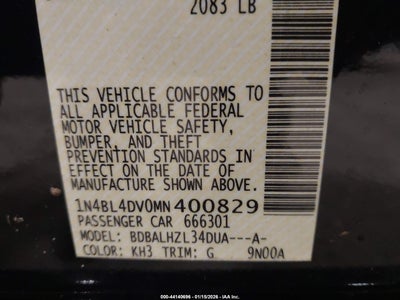 2083 LB
THIS VEHICLE CONFORMS TO
ALL APPLICABLE FEDERAL
MOTOR VEHICLE SAFETY,
BUMPER, AND THEFT
PREVENTION STANDARDS IN
EFFECT ON THE DATE OF
MANUFACTURE SHOWN ABOVE.
1N4BL4DV0MN400829
PASSENGER CAR 666301
MODEL: BDBALHZL34DUA---A-
COLOR: KH3 TRIM: G 9N00A
000-44140696 - 01/15/2026 - IAA Inc.